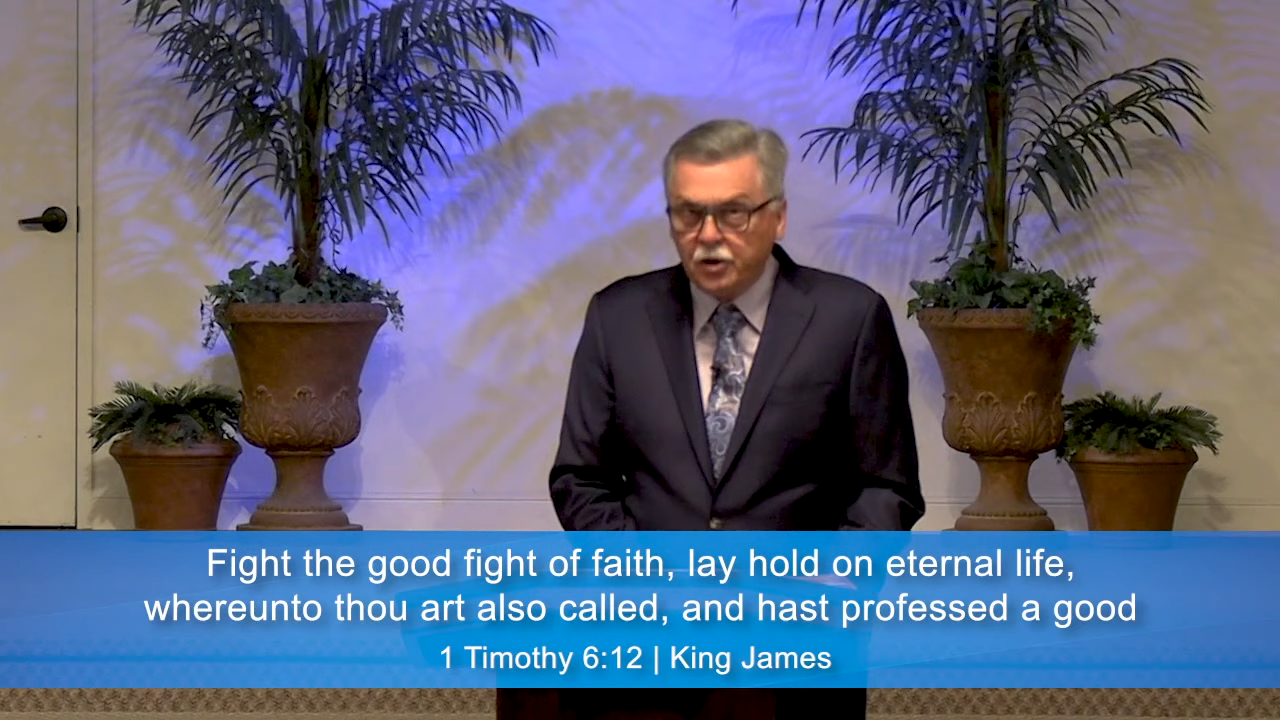 Fight the good fight of faith, lay hold on eternal life,
whereunto thou art also called, and hast professed a good
1 Timothy 6:12 | King James